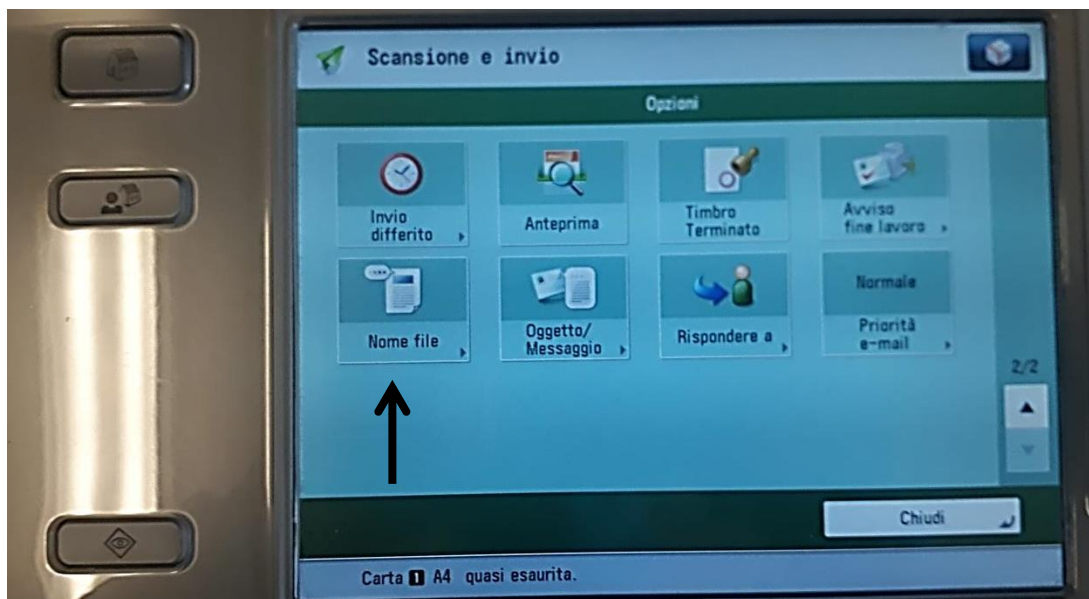 Scansione e invio
Opzioni
Invio
differito
Anteprima
Timbro
Terminato
Avviso
fine lavoro
Nome file
Oggetto/
Messaggio
Rispondere a
Normale
Priorità
e-mail
2/2
Chiudi
Carta 1 A4 quasi esaurita.